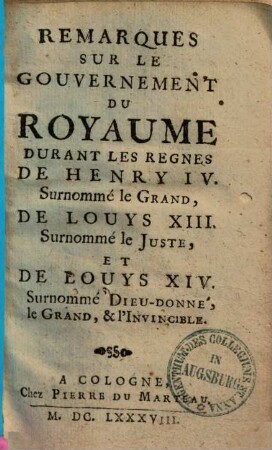 REMARQUES
SUR LE
GOUVERNEMENT
DU
ROYAUME
DURANT LES REGNES
DE HENRY IV.
Surnommé le GRAND,
DE LOUYS XIII.
Surnommé le JUSTE,
ET
DE LOUYS XIV.
Surnommé DIEU-DONNÉ,
le GRAND, & l'INVINCIBLE.
A COLOGNE,
Chez PIERRE DU MARTEAU.
M. DC. LXXXVIII.
IN
AUGSBURG